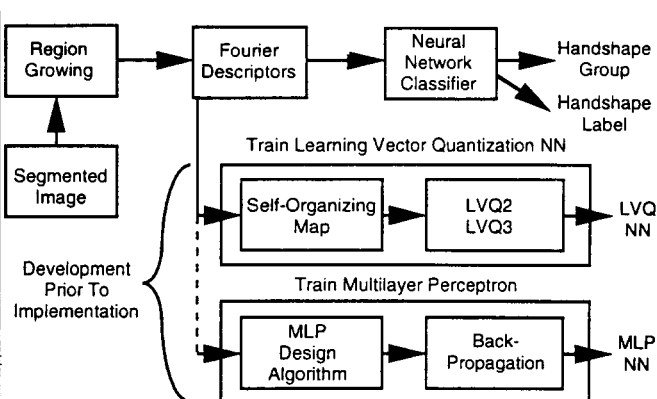 Region
Growing
Fourier
Descriptors
Neural
Network
Classifier
Handshape
Group
Handshape
Label
Segmented
Image
Train Learning Vector Quantization NN
Self-Organizing
Map
LVQ2
LVQ3
LVQ
NN
Development
Prior To
Implementation
Train Multilayer Perceptron
MLP
Design
Algorithm
Back-
Propagation
MLP
NN